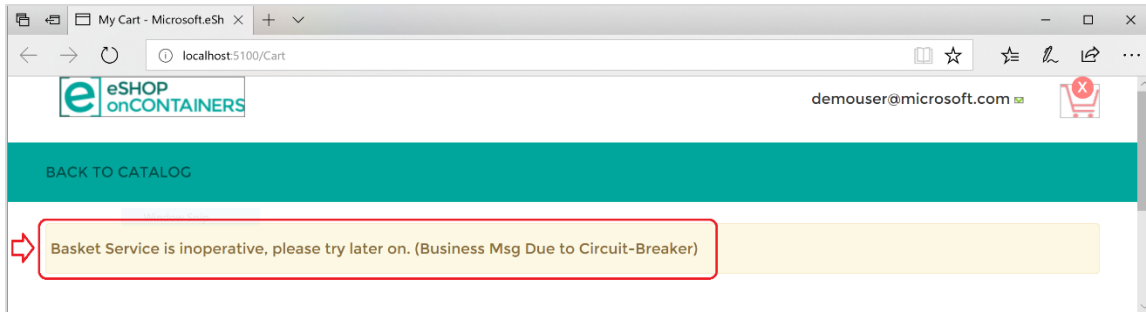 My Cart - Microsoft.eSh
localhost:5100/Cart
eSHOP
onCONTAINERS
demouser@microsoft.com
X
BACK TO CATALOG
Basket Service is inoperative, please try later on. (Business Msg Due to Circuit-Breaker)